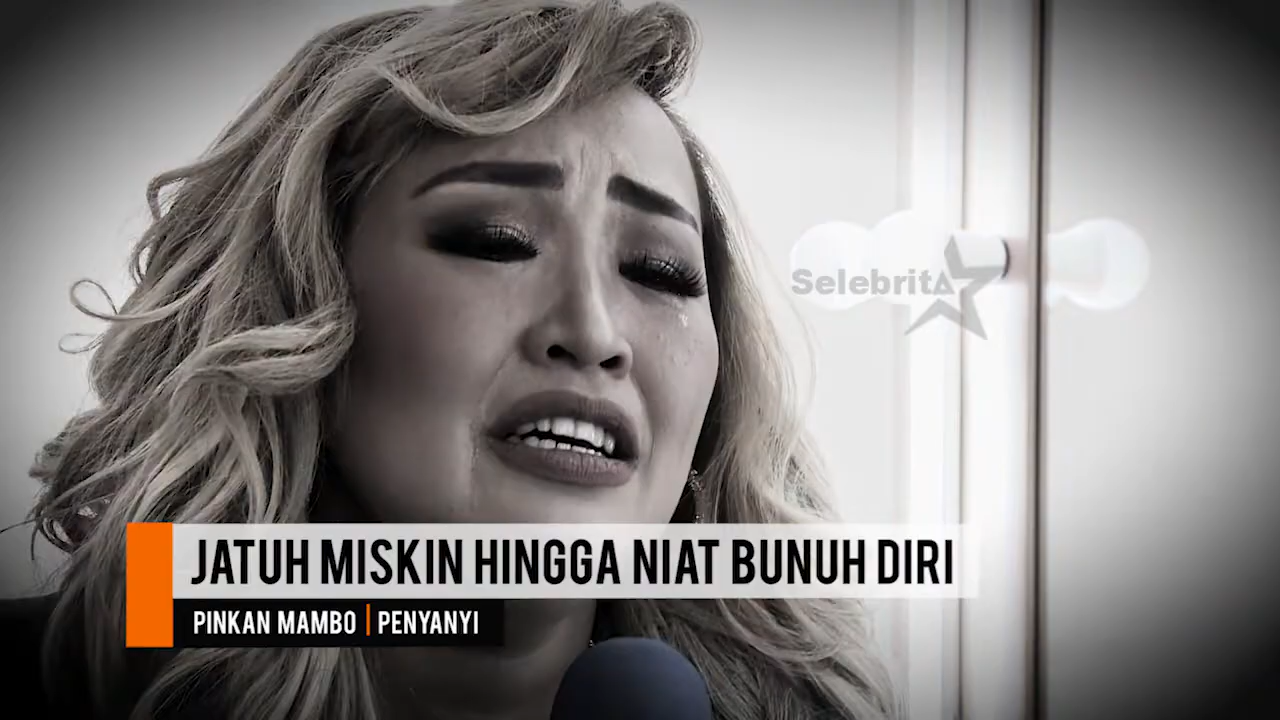 Selebrita
JATUH MISKIN HINGGA NIAT BUNUH DIRI
PINKAN MAMBO | PENYANYI